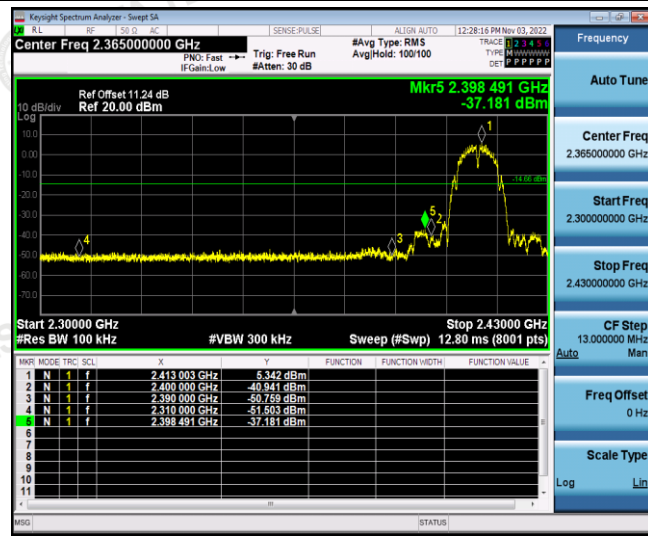 Keysight Spectrum Analyzer - Swept SA
RL RF 50 Ω AC SENSE:PULSE ALIGN AUTO 12:28:16 PM Nov 03, 2022
Center Freq 2.365000000 GHz #Avg Type: RMS TRACE 1 2 3 4 5 6
PNO: Fast Trig: Free Run Avg|Hold: 100/100 TYPE M W W W W W
IFGain:Low #Atten: 30 dB DET P P P P P P
Frequency
Auto Tune
Center Freq
2.365000000 GHz
Start Freq
2.300000000 GHz
Stop Freq
2.430000000 GHz
CF Step
13.000000 MHz
Auto Man
Freq Offset
0 Hz
Scale Type
Log Lin
Ref Offset 11.24 dB Mkr5 2.398 491 GHz
10 dB/div Ref 20.00 dBm -37.181 dBm
Log
10.0
0.00
-10.0
-14.66 dBm
-20.0
-30.0
-40.0
-50.0
-60.0
-70.0
1
5
2
3
4
Start 2.30000 GHz Stop 2.43000 GHz
#Res BW 100 kHz #VBW 300 kHz Sweep (#Swp) 12.80 ms (8001 pts)
MKR MODE TRC SCL X Y FUNCTION FUNCTION WIDTH FUNCTION VALUE
1 N 1 f 2.413 003 GHz 5.342 dBm
2 N 1 f 2.400 000 GHz -40.941 dBm
3 N 1 f 2.390 000 GHz -50.759 dBm
4 N 1 f 2.310 000 GHz -51.503 dBm
5 N 1 f 2.398 491 GHz -37.181 dBm
6
7
8
9
10
11
MSG STATUS